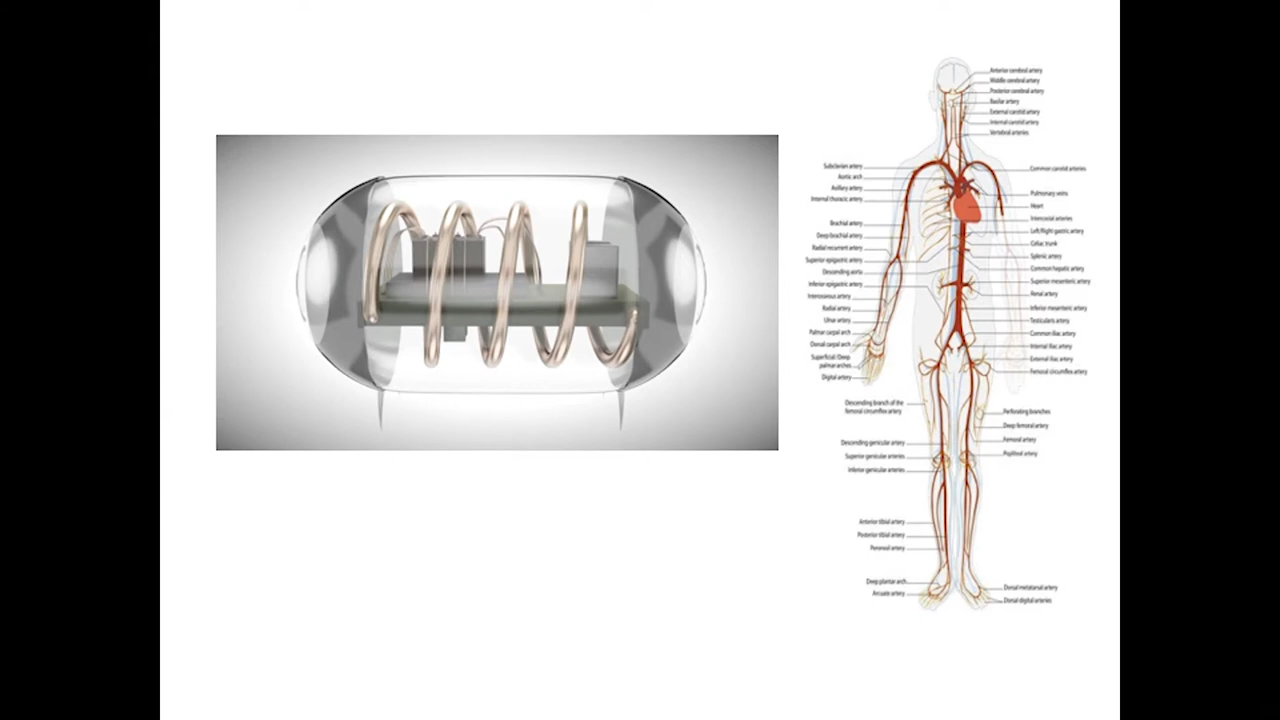 Anterior cerebral artery
Middle cerebral artery
Posterior cerebral artery
Basilar artery
External carotid artery
Internal carotid artery
Vertebral arteries
Subclavian artery
Aortic arch
Axillary artery
Internal thoracic artery
Brachial artery
Deep brachial artery
Radial recurrent artery
Superior epigastric artery
Descending aorta
Inferior epigastric artery
Interosseous artery
Radial artery
Ulnar artery
Palmar carpal arch
Dorsal carpal arch
Superficial/Deep
palmar arches
Digital artery
Common carotid arteries
Pulmonary veins
Heart
Intercostal arteries
Left/Right gastric artery
Celiac trunk
Splenic artery
Common hepatic artery
Superior mesenteric artery
Renal artery
Inferior mesenteric artery
Testicularis artery
Common iliac artery
Internal iliac artery
External iliac artery
Femoral circumflex artery
Descending branch of the
femoral circumflex artery
Descending genicular artery
Superior genicular arteries
Inferior genicular arteries
Perforating branches
Deep femoral artery
Femoral artery
Popliteal artery
Anterior tibial artery
Posterior tibial artery
Peroneal artery
Deep plantar arch
Arcuate artery
Dorsal metatarsal artery
Dorsal digital arteries